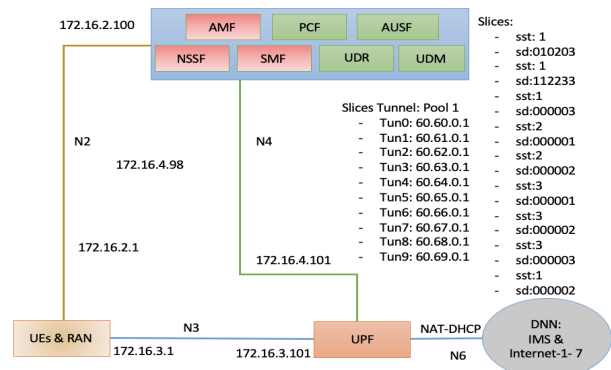 172.16.2.100
AMF
PCF
AUSF
NSSF
SMF
UDR
UDM
N2
172.16.4.98
N4
172.16.2.1
172.16.4.101
Slices Tunnel: Pool 1
- Tun0: 60.60.0.1
- Tun1: 60.61.0.1
- Tun2: 60.62.0.1
- Tun3: 60.63.0.1
- Tun4: 60.64.0.1
- Tun5: 60.65.0.1
- Tun6: 60.66.0.1
- Tun7: 60.67.0.1
- Tun8: 60.68.0.1
- Tun9: 60.69.0.1
Slices:
- sst: 1
- sd:010203
- sst: 1
- sd:112233
- sst:1
- sd:000003
- sst:2
- sd:000001
- sst:2
- sd:000002
- sst:3
- sd:000001
- sst:3
- sd:000002
- sst:3
- sd:000003
- sst:1
- sd:000002
UEs & RAN
N3
172.16.3.1
172.16.3.101
UPF
NAT-DHCP
N6
DNN:
IMS &
Internet-1- 7